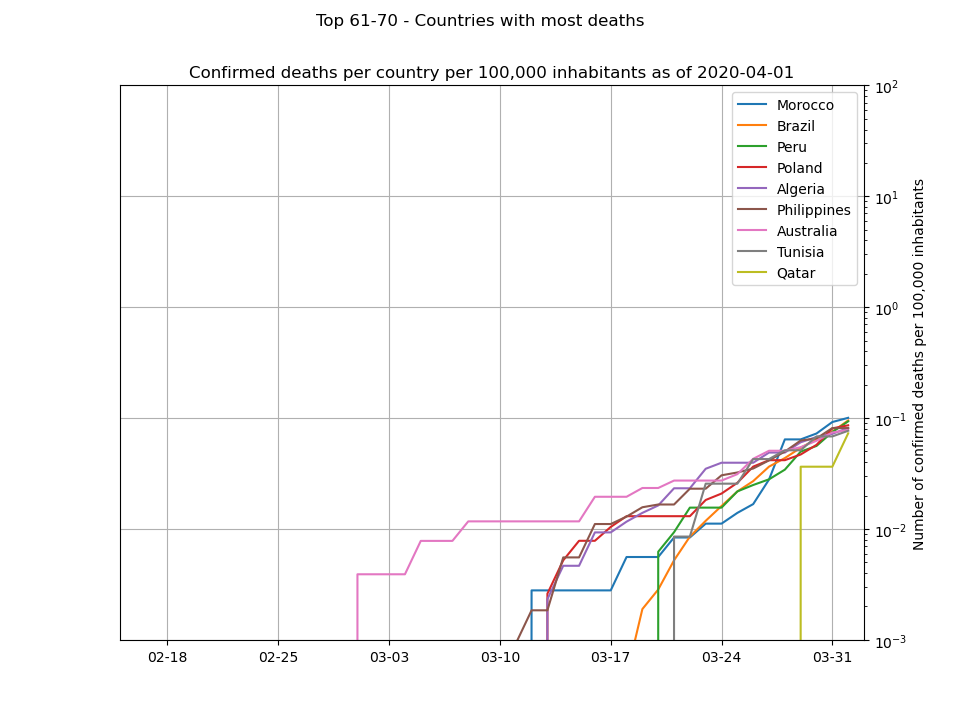 Top 61-70 - Countries with most deaths
Confirmed deaths per country per 100,000 inhabitants as of 2020-04-01
Morocco
Brazil
Peru
Poland
Algeria
Philippines
Australia
Tunisia
Qatar
10²
10¹
10⁰
10⁻¹
10⁻²
10⁻³
Number of confirmed deaths per 100,000 inhabitants
02-18 02-25 03-03 03-10 03-17 03-24 03-31